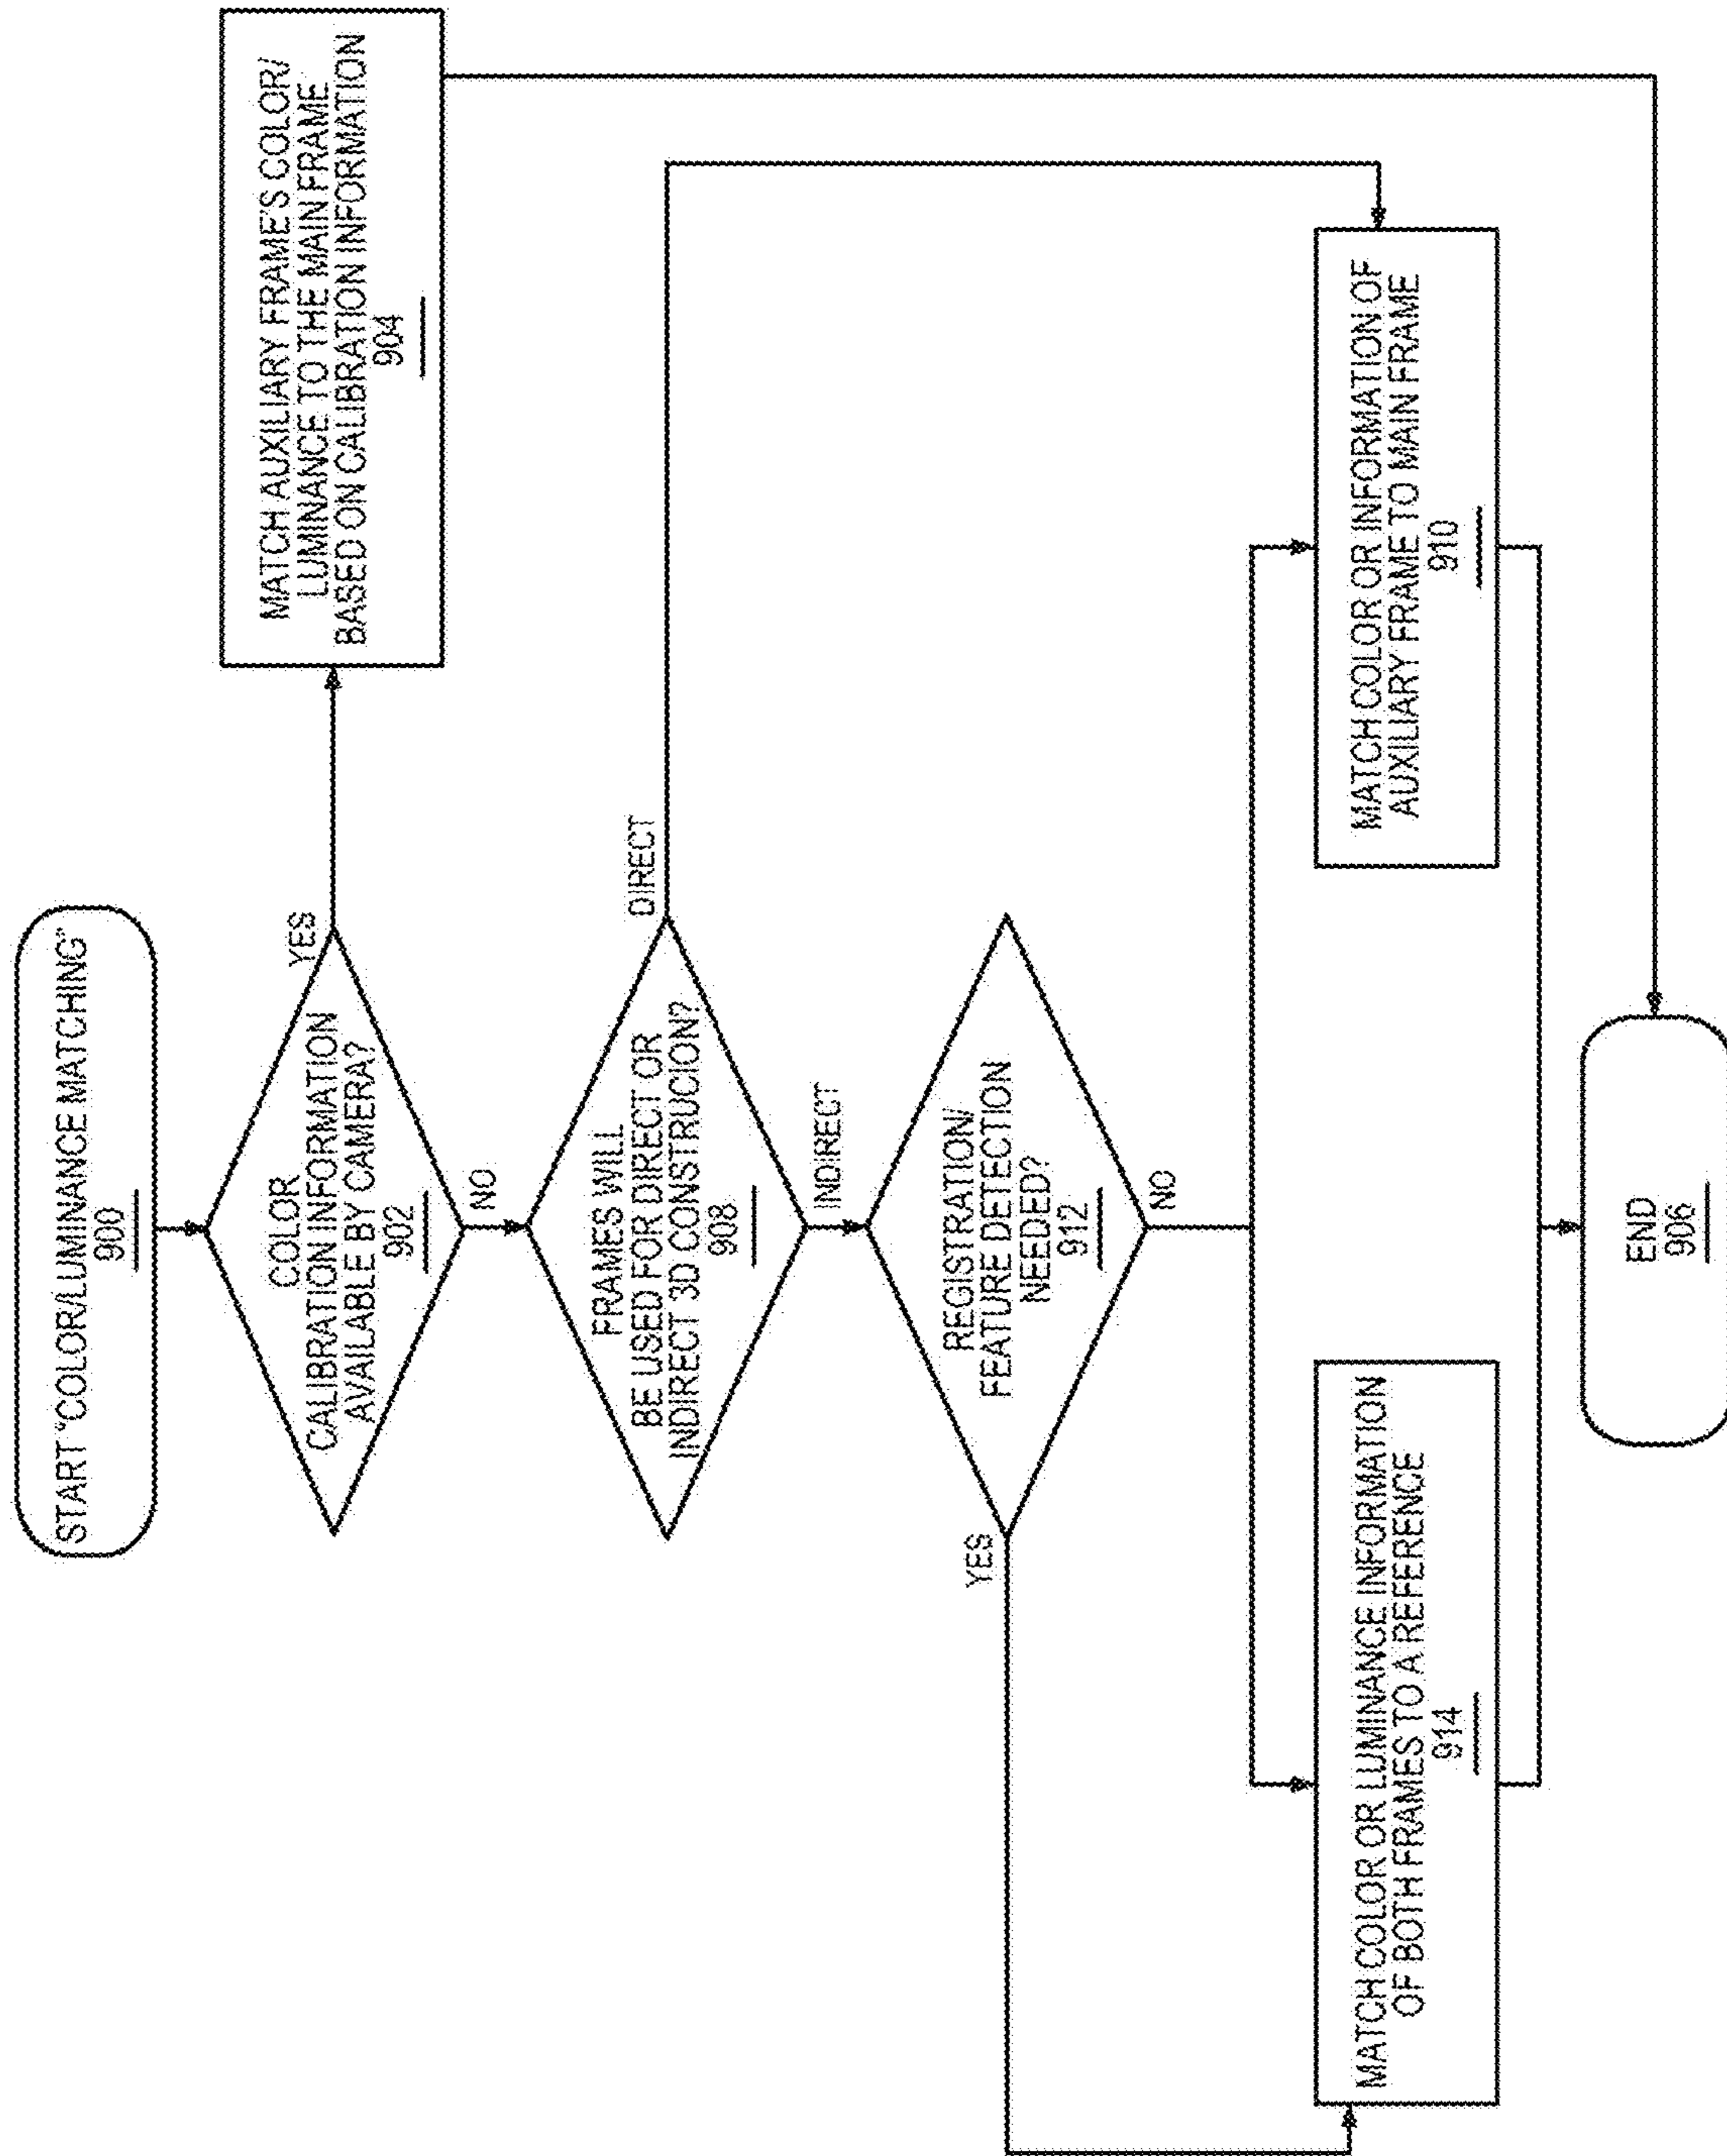 START "COLOR/LUMINANCE MATCHING"
900
COLOR
CALIBRATION INFORMATION
AVAILABLE BY CAMERA?
902
YES
NO
MATCH AUXILIARY FRAME'S COLOR/
LUMINANCE TO THE MAIN FRAME
BASED ON CALIBRATION INFORMATION
904
FRAMES WILL
BE USED FOR DIRECT OR
INDIRECT 3D CONSTRUCION?
908
DIRECT
INDIRECT
REGISTRATION/
FEATURE DETECTION
NEEDED?
912
YES
NO
MATCH COLOR OR LUMINANCE INFORMATION
OF BOTH FRAMES TO A REFERENCE
914
MATCH COLOR OR INFORMATION OF
AUXILIARY FRAME TO MAIN FRAME
910
END
906